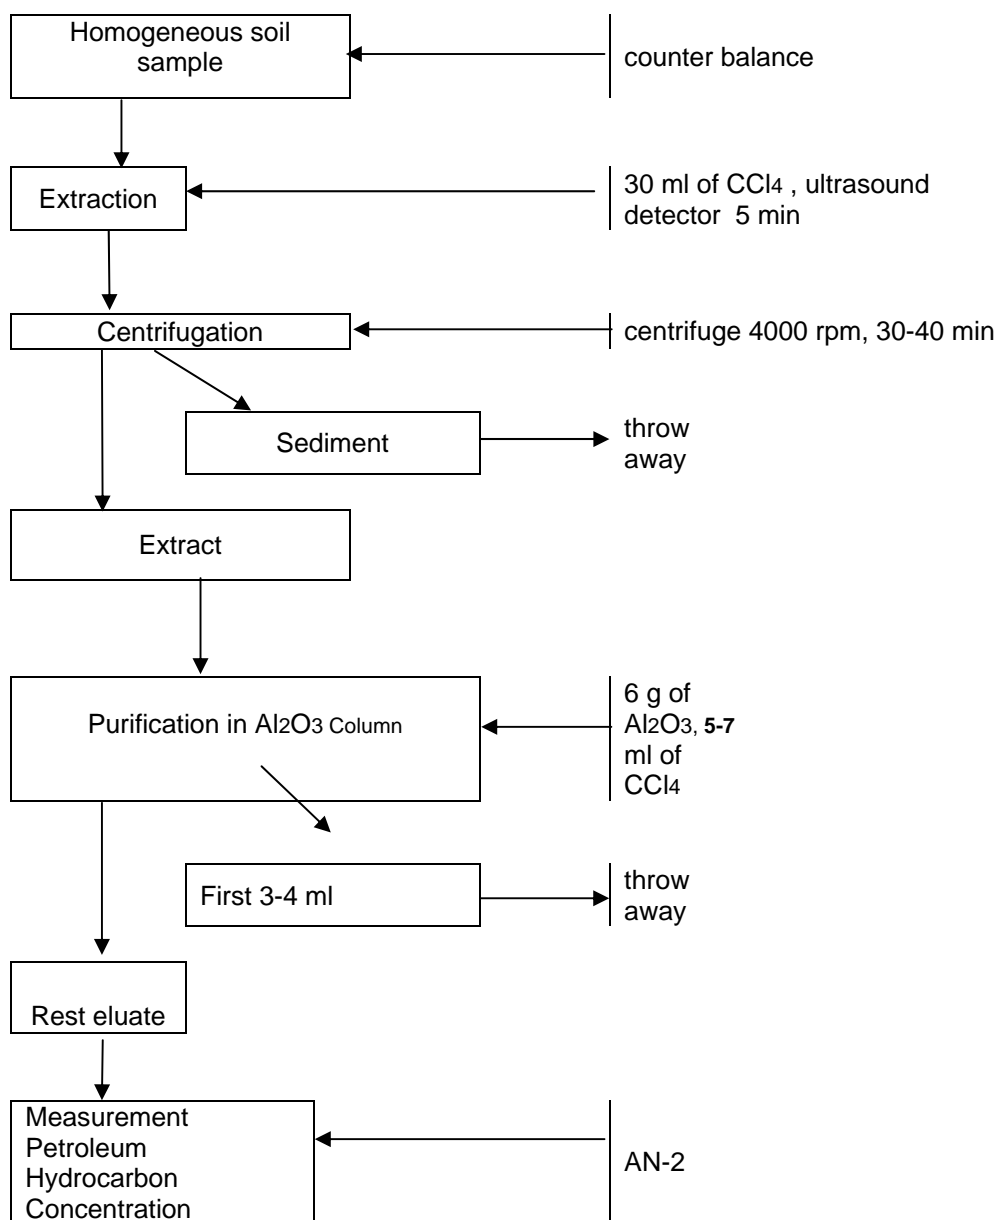 Homogeneous soil
sample
counter balance
Extraction
30 ml of CCl4 , ultrasound
detector 5 min
Centrifugation
centrifuge 4000 rpm, 30-40 min
Sediment
throw
away
Extract
Purification in Al2O3 Column
6 g of
Al2O3, 5-7
ml of
CCl4
First 3-4 ml
throw
away
Rest eluate
Measurement
Petroleum
Hydrocarbon
Concentration
AN-2